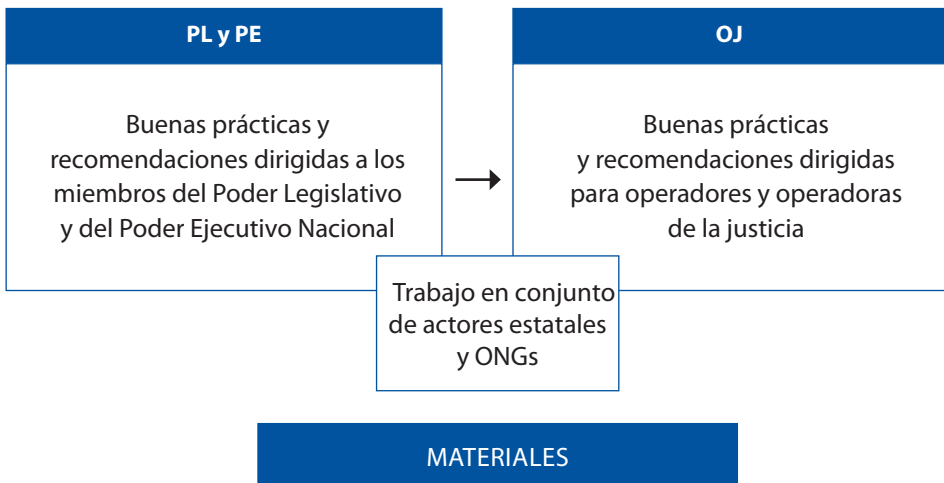 PL y PE
Buenas prácticas y
recomendaciones dirigidas a los
miembros del Poder Legislativo
y del Poder Ejecutivo Nacional
OJ
Buenas prácticas
y recomendaciones dirigidas
para operadores y operadoras
de la justicia
Trabajo en conjunto
de actores estatales
y ONGs
MATERIALES